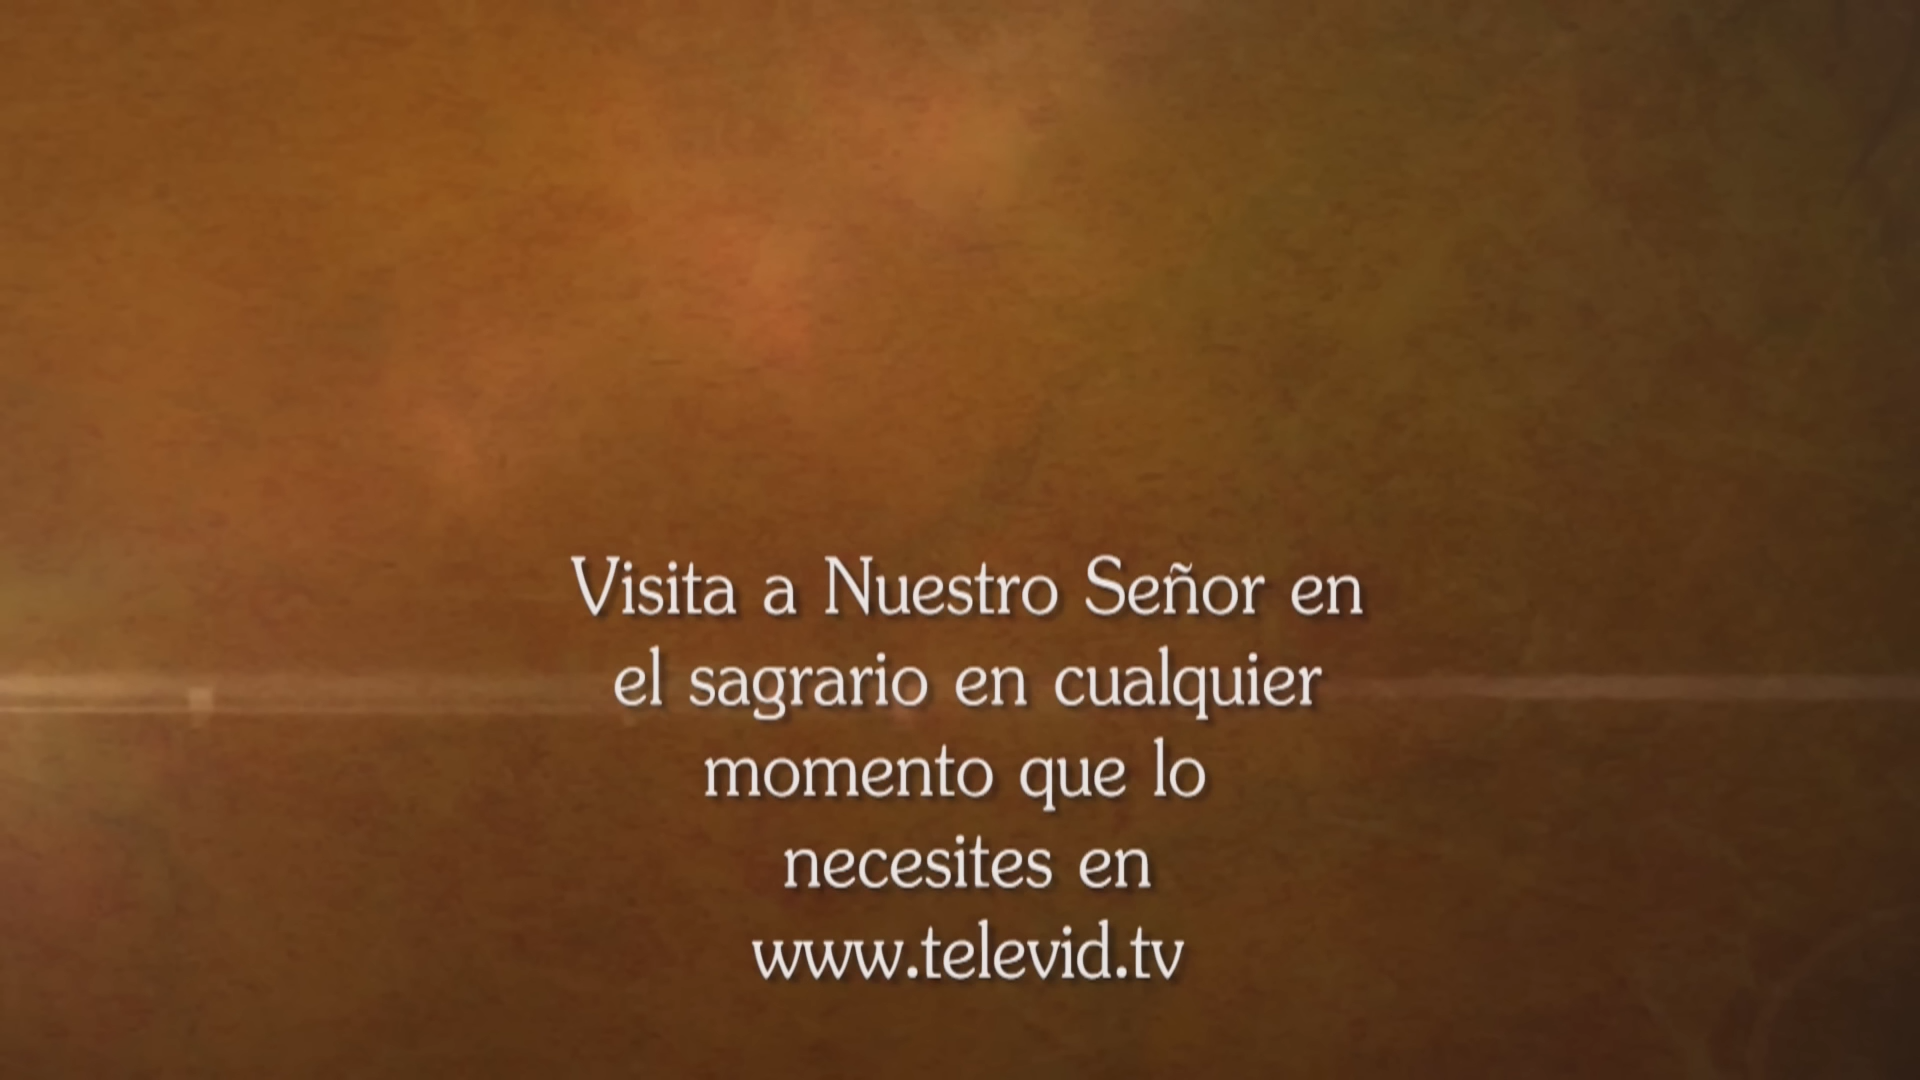 Visita a Nuestro Señor en
el sagrario en cualquier
momento que lo
necesites en
www.televid.tv